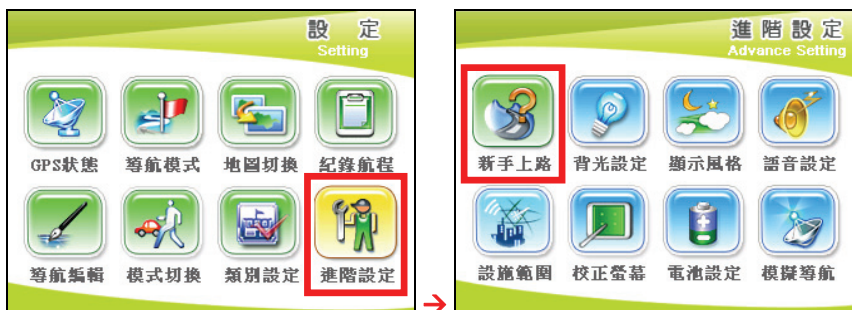 設 定
Setting
GPS狀態 導航模式 地圖切換 紀錄航程
導航編輯 模式切換 類別設定 進階設定
→
進 階 設 定
Advance Setting
新手上路 背光設定 顯示風格 語音設定
設施範圍 校正螢幕 電池設定 模擬導航